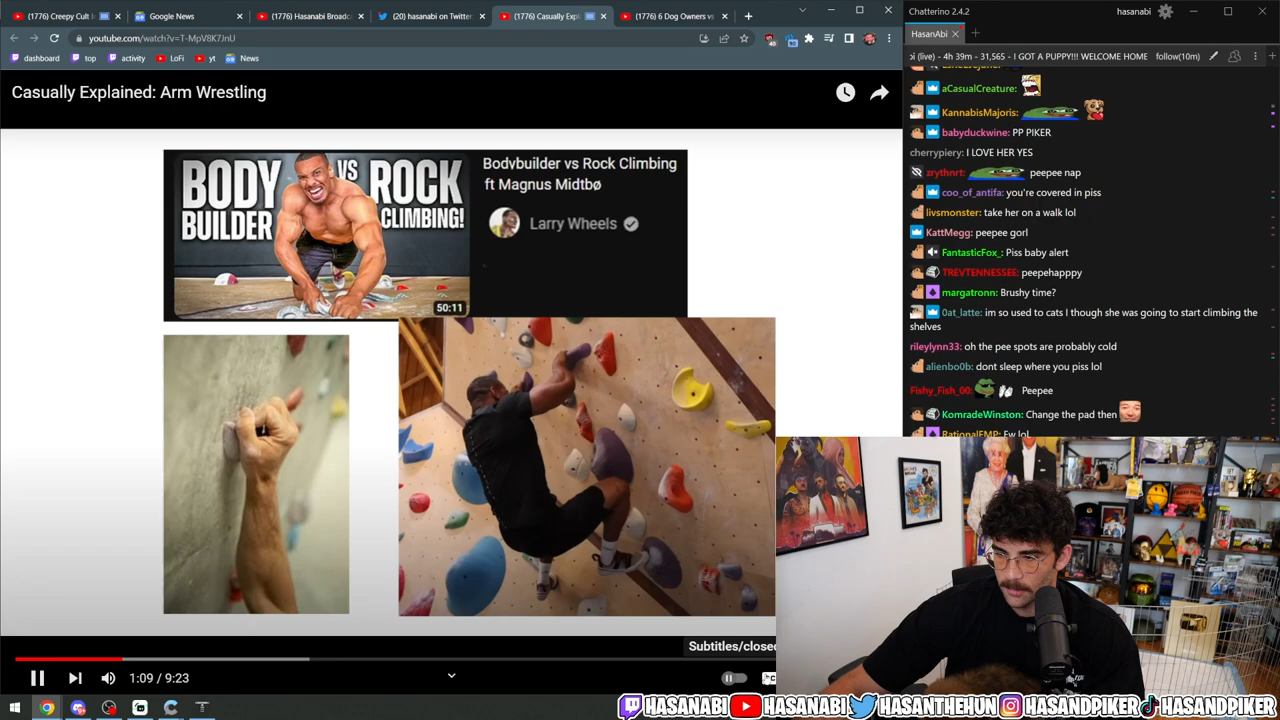 (1776) Creepy Cult l
Google News
(1776) Hasanabi Broadc
(20) hasanabi on Twitter
(1776) Casually Expl
(1776) 6 Dog Owners v
youtube.com/watch?v=T-MpV8K7JnU
dashboard
top
activity
LoFi
yt
News
Casually Explained: Arm Wrestling
BODY VS ROCK
BUILDER CLIMBING!
50:11
Bodybuilder vs Rock Climbing
ft Magnus Midtbø
Larry Wheels
Subtitles/closed
1:09 / 9:23
Chatterino 2.4.2
hasanabi
HasanAbi
(live) - 4h 39m - 31,565 - I GOT A PUPPY!!! WELCOME HOME
follow(10m)
aCasualCreature:
KannabisMajoris:
babyduckwine: PP PIKER
cherrypiery: I LOVE HER YES
zrythnrt: peepee nap
coo_of_antifa: you're covered in piss
livsmonster: take her on a walk lol
KattMegg: peepee gorl
FantasticFox_: Piss baby alert
TREVTENNESSEE: peepehapppy
margatronn: Brushy time?
0at_latte: im so used to cats I though she was going to start climbing the
shelves
rileylynn33: oh the pee spots are probably cold
alienbo0b: dont sleep where you piss lol
Fishy_Fish_00: Peepee
KomradeWinston: Change the pad then
RationalEMP: Ew lol
HASANABI HASANABI HASANTHEHUN HASANDPIKER HASANDPIKER